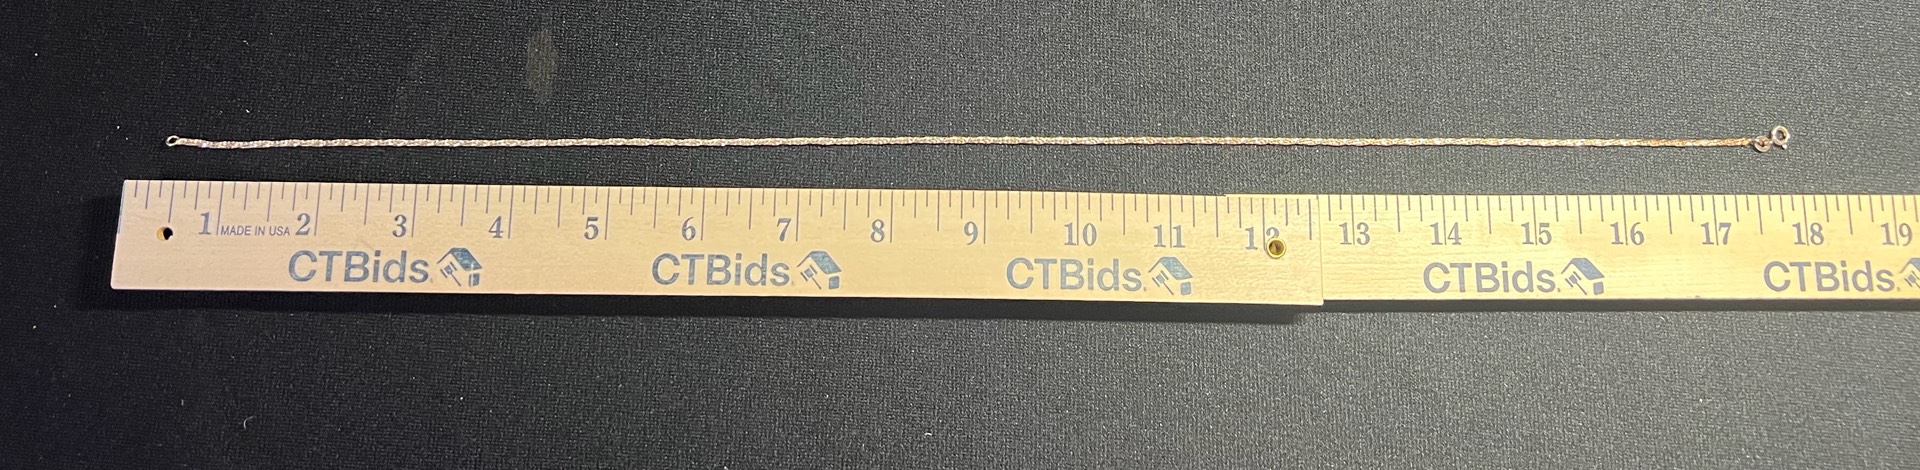 1 MADE IN USA 2 3 4 5 6 7 8 9 10 11 12 13 14 15 16 17 18 19
CTBids. CTBids. CTBids. CTBids. CTBids.